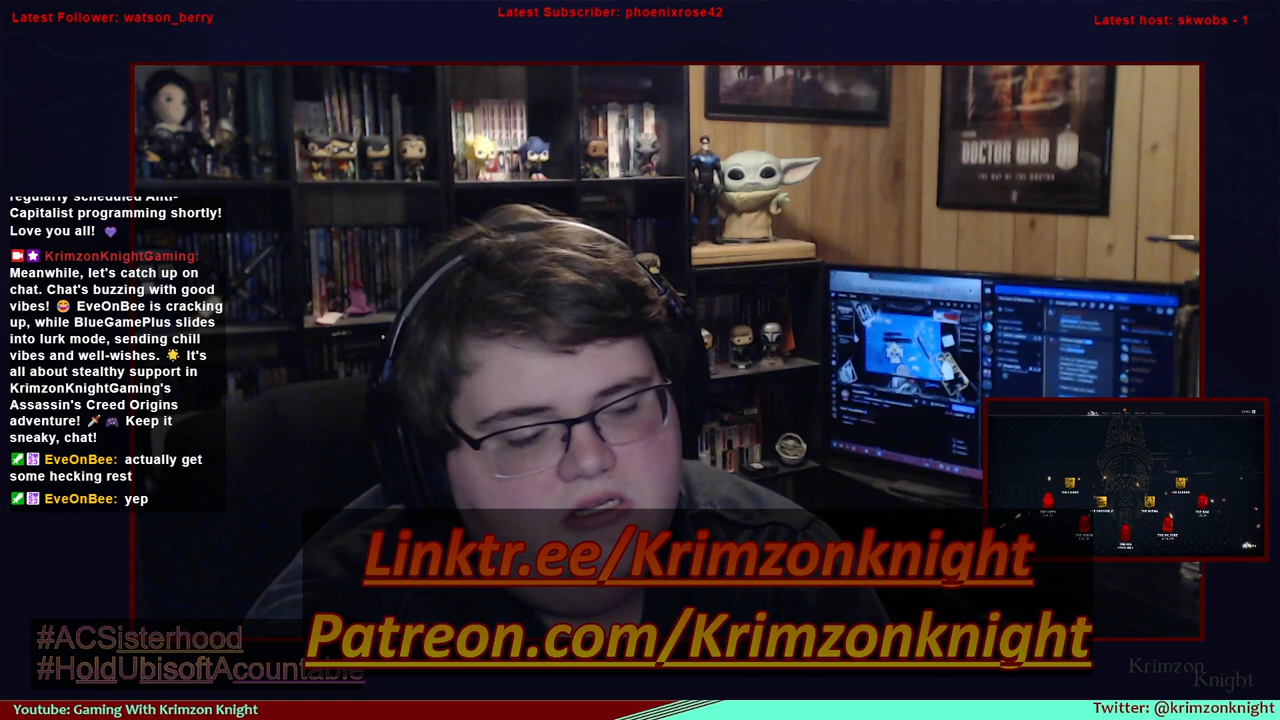 Latest Follower: watson_berry
Latest Subscriber: phoenixrose42
Latest host: skwobs - 1
DOCTOR WHO
THE DAY OF THE DOCTOR
regularly scheduled Anti-
Capitalist programming shortly!
Love you all! 💜
KrimzonKnightGaming:
Meanwhile, let's catch up on
chat. Chat's buzzing with good
vibes! 😄 EveOnBee is cracking
up, while BlueGamePlus slides
into lurk mode, sending chill
vibes and well-wishes. 🌟 It's
all about stealthy support in
KrimzonKnightGaming's
Assassin's Creed Origins
adventure! 🗡️ 🎮 Keep it
sneaky, chat!
EveOnBee: actually get
some hecking rest
EveOnBee: yep
Linktr.ee/Krimzonknight
Patreon.com/Krimzonknight
#ACSisterhood
#HoldUbisoftAcountable
Krimzon
Knight
Youtube: Gaming With Krimzon Knight
Twitter: @krimzonknight